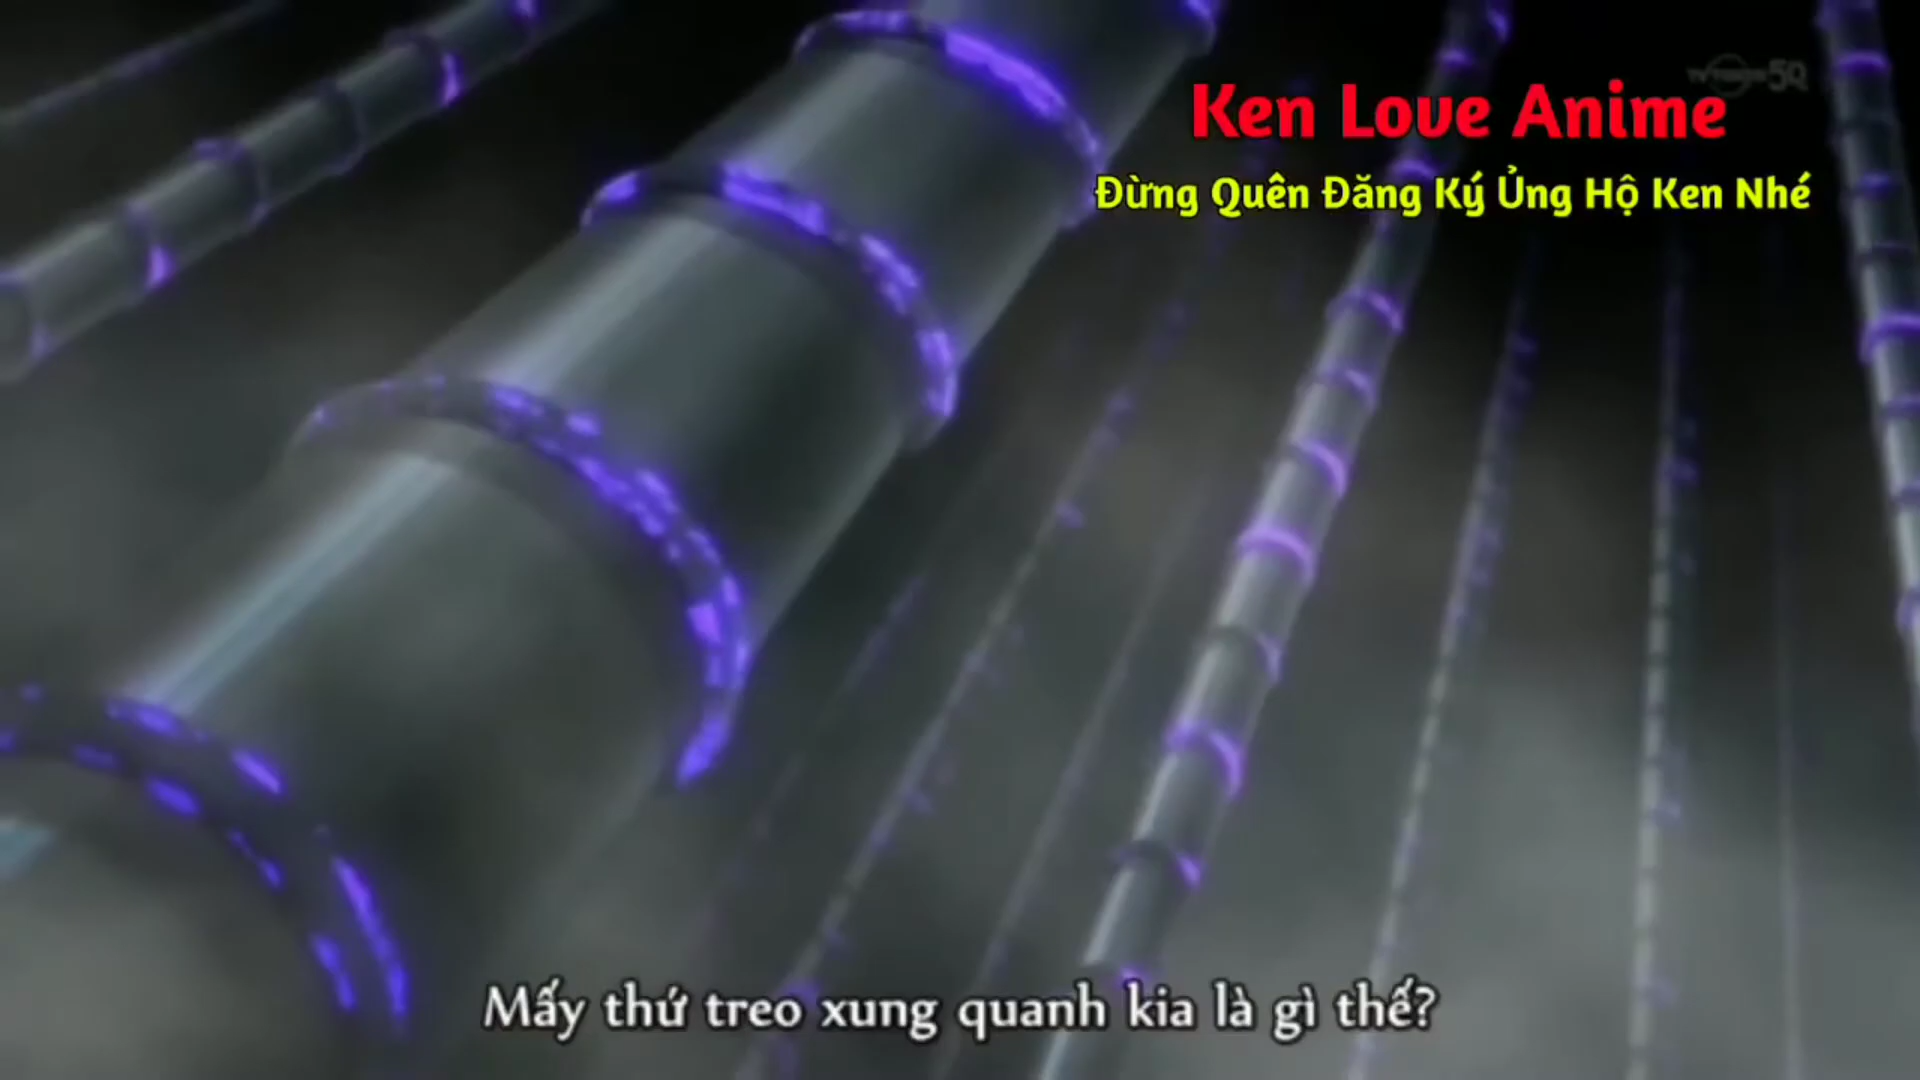 Ken Love Anime
Đừng Quên Đăng Ký Ủng Hộ Ken Nhé
Mấy thứ treo xung quanh kia là gì thế?